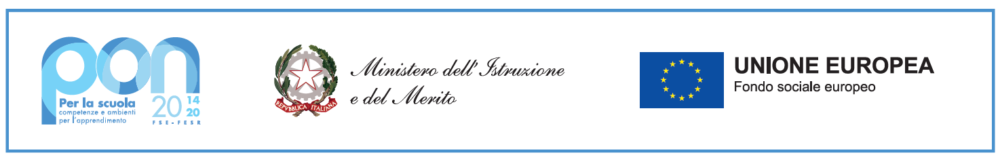 pon
Per la scuola
competenze e ambienti
per l'apprendimento
20 14
20
FSE-FESR
REPVBBLICA ITALIANA
Ministero dell'Istruzione
e del Merito
UNIONE EUROPEA
Fondo sociale europeo